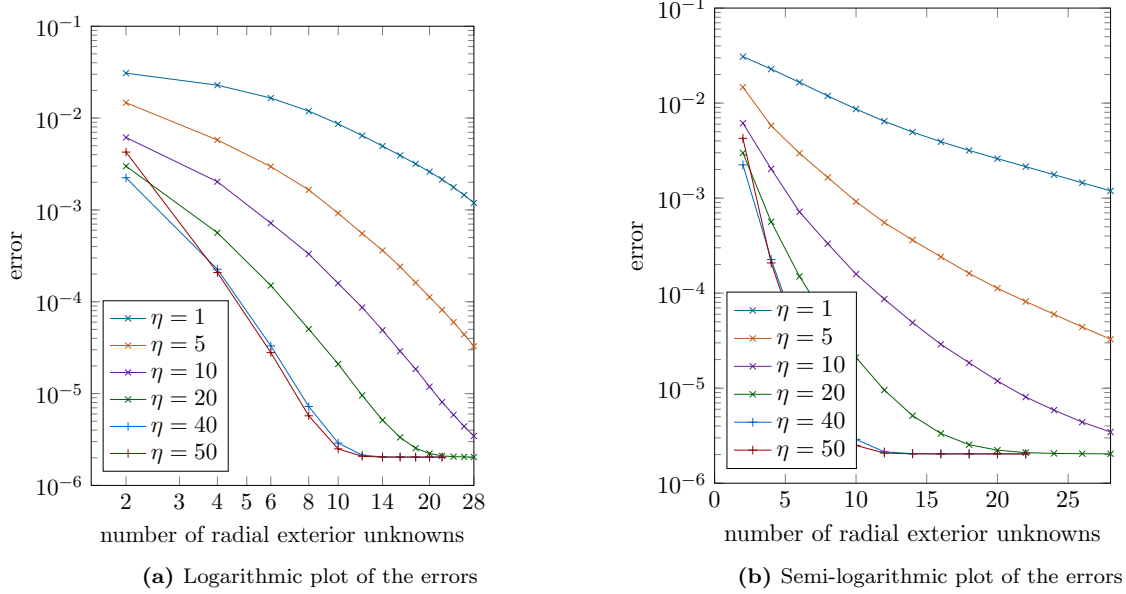 10⁻¹
10⁻²
10⁻³
10⁻⁴
10⁻⁵
10⁻⁶
error
η = 1
η = 5
η = 10
η = 20
η = 40
η = 50
2 3 4 5 6 8 10 14 20 28
number of radial exterior unknowns
(a) Logarithmic plot of the errors
10⁻¹
10⁻²
10⁻³
10⁻⁴
10⁻⁵
10⁻⁶
error
η = 1
η = 5
η = 10
η = 20
η = 40
η = 50
0 5 10 15 20 25
number of radial exterior unknowns
(b) Semi-logarithmic plot of the errors